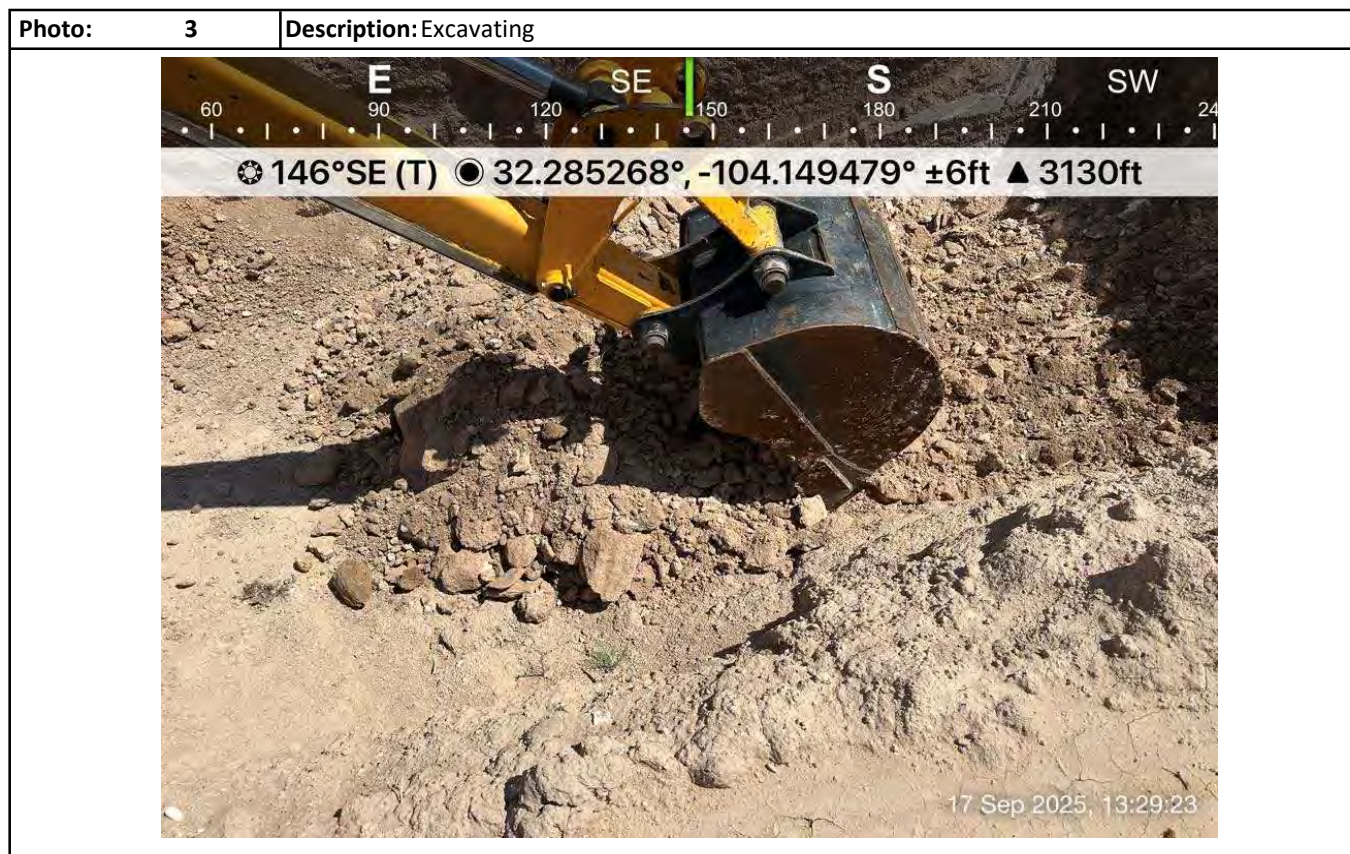 Photo: 3 Description: Excavating
E SE S SW
60 90 120 150 180 210 24
146°SE (T) 32.285268°, -104.149479° ±6ft ▲ 3130ft
17 Sep 2025, 13:29:23